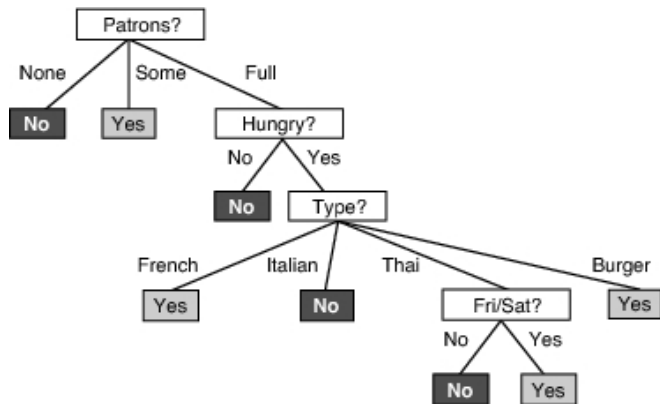 Patrons?
None Some Full
No Yes Hungry?
No Yes
No Type?
French Italian Thai Burger
Yes No Fri/Sat? Yes
No Yes
No Yes